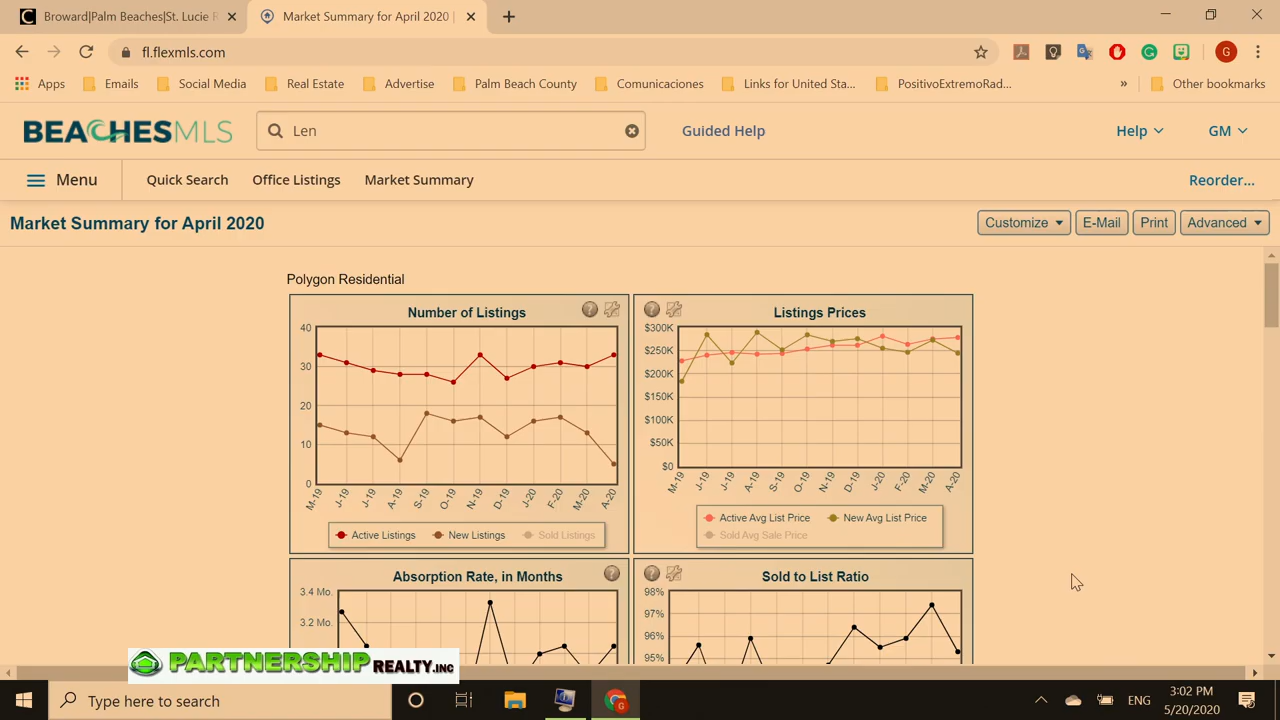 Broward|Palm Beaches|St. Lucie
Market Summary for April 2020
fl.flexmls.com
G
Apps
Emails
Social Media
Real Estate
Advertise
Palm Beach County
Comunicaciones
Links for United Sta...
PositivoExtremoRad...
»
Other bookmarks
BEACHESMLS
Len
Guided Help
Help
GM
Menu
Quick Search
Office Listings
Market Summary
Reorder...
Market Summary for April 2020
Customize
E-Mail
Print
Advanced
Polygon Residential
Number of Listings
40
30
20
10
0
M-19
J-19
J-19
A-19
S-19
O-19
N-19
D-19
J-20
F-20
M-20
A-20
Active Listings
New Listings
Sold Listings
Listings Prices
$300K
$250K
$200K
$150K
$100K
$50K
$0
M-19
J-19
J-19
A-19
S-19
O-19
N-19
D-19
J-20
F-20
M-20
A-20
Active Avg List Price
New Avg List Price
Sold Avg Sale Price
Absorption Rate, in Months
3.4 Mo.
3.2 Mo.
Sold to List Ratio
98%
97%
96%
95%
PARTNERSHIP REALTY.INC
Type here to search
ENG
3:02 PM
5/20/2020